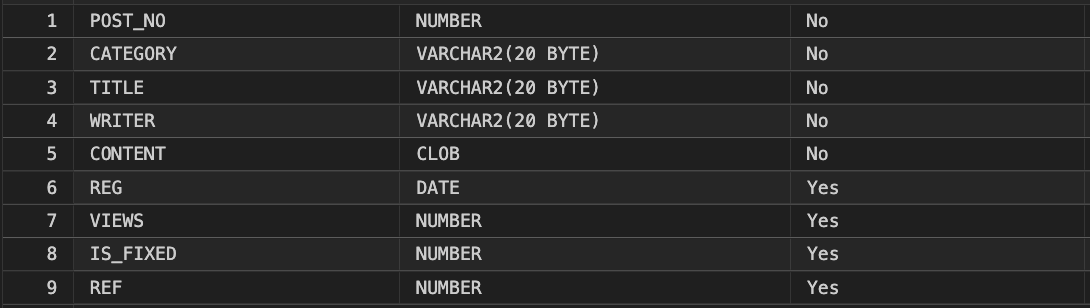 1 POST_NO NUMBER No
2 CATEGORY VARCHAR2(20 BYTE) No
3 TITLE VARCHAR2(20 BYTE) No
4 WRITER VARCHAR2(20 BYTE) No
5 CONTENT CLOB No
6 REG DATE Yes
7 VIEWS NUMBER Yes
8 IS_FIXED NUMBER Yes
9 REF NUMBER Yes